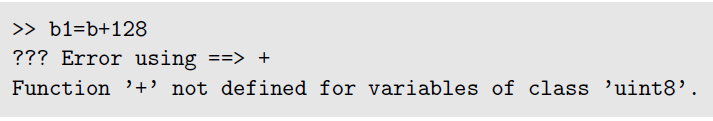 >> b1=b+128
??? Error using ==> +
Function ’+’ not defined for variables of class ’uint8’.